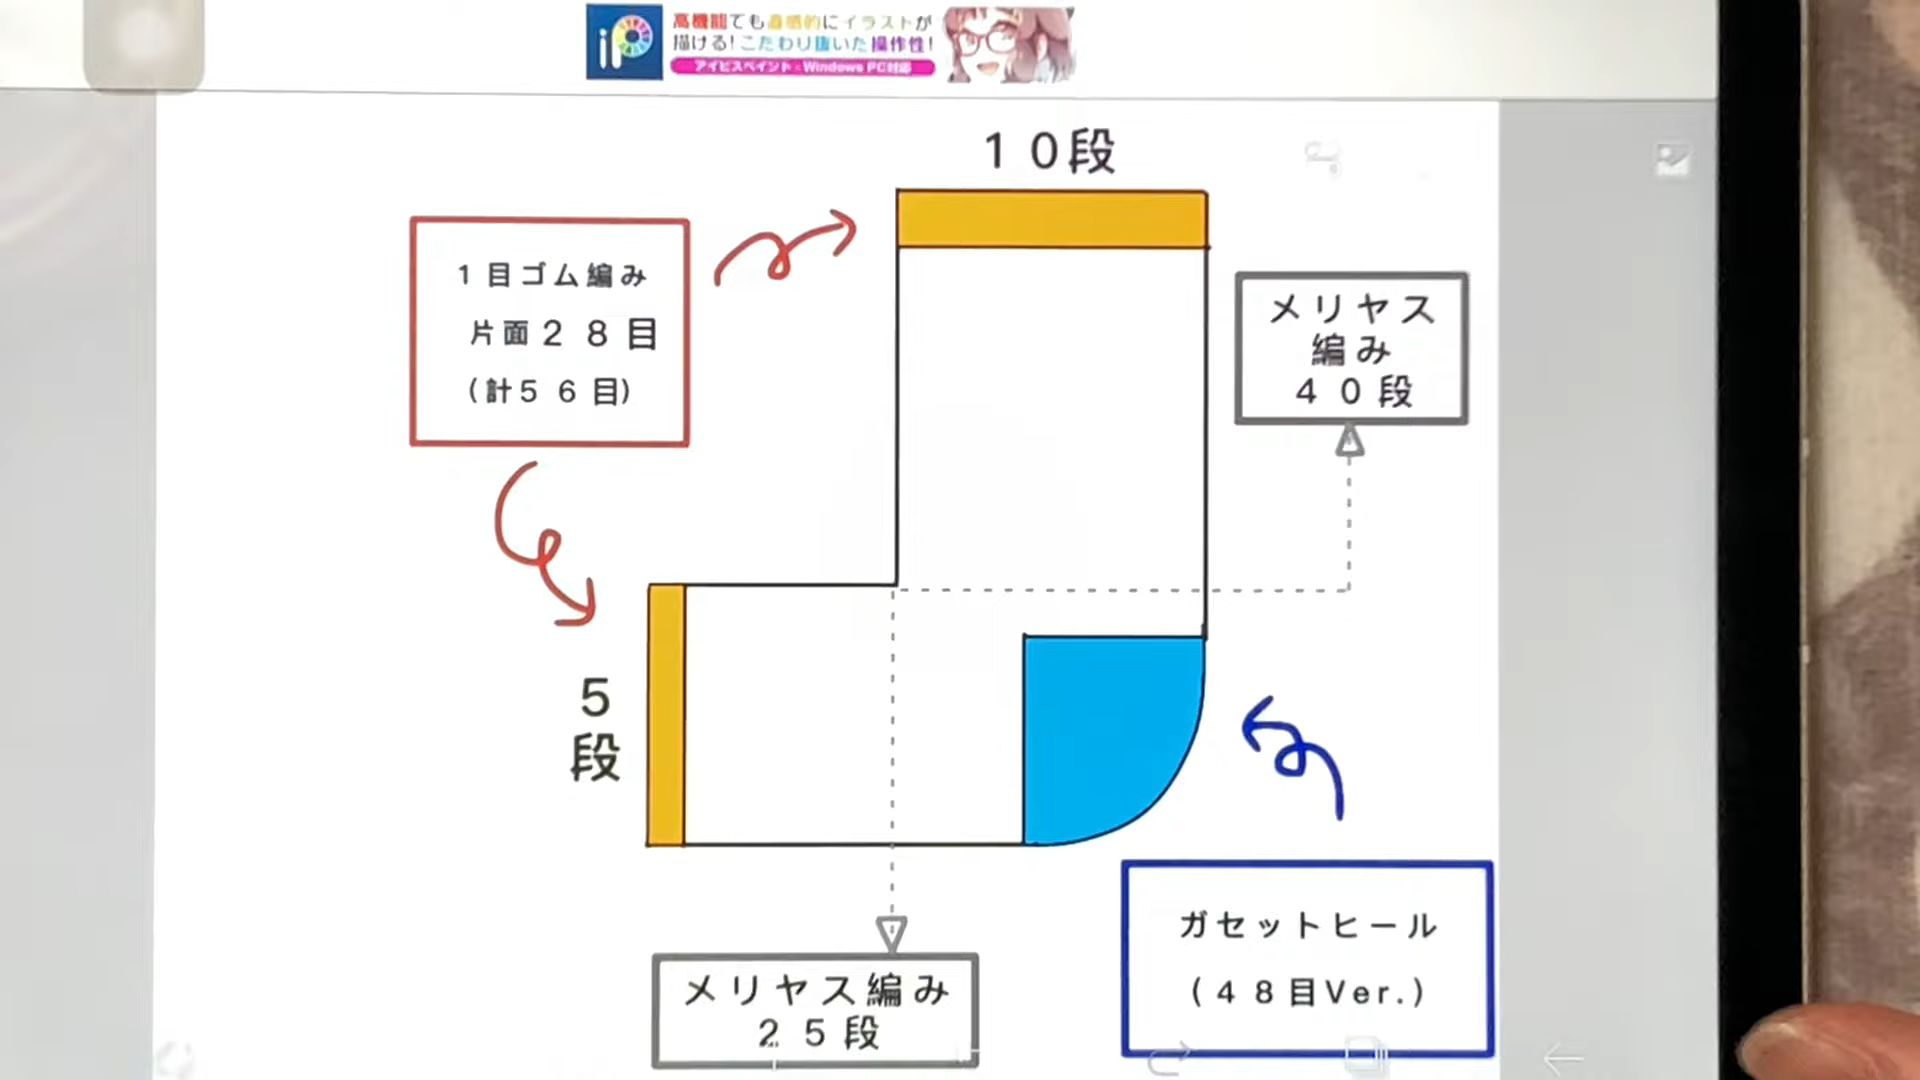 高機能でも直感的にイラストが
描ける!こだわり抜いた操作性!
アイビスペイント Windows PC対応
10段
1目ゴム編み
片面28目
(計56目)
メリヤス
編み
40段
5
段
メリヤス編み
25段
ガセットヒール
(48目Ver.)